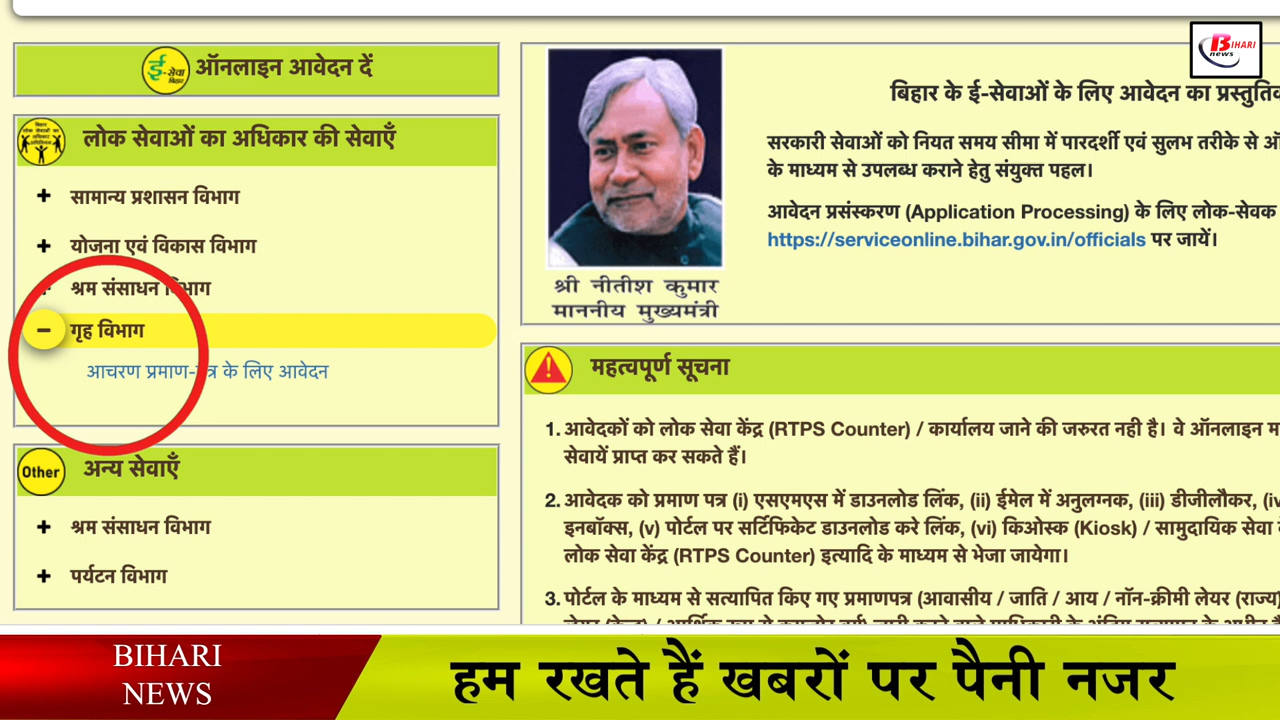 ई-सेवा बिहार ऑनलाइन आवेदन दें
लोक सेवाओं का अधिकार की सेवाएँ
+ सामान्य प्रशासन विभाग
+ योजना एवं विकास विभाग
श्रम संसाधन विभाग
− गृह विभाग
आचरण प्रमाण-पत्र के लिए आवेदन
Other अन्य सेवाएँ
+ श्रम संसाधन विभाग
+ पर्यटन विभाग
BIHARI news
बिहार के ई-सेवाओं के लिए आवेदन का प्रस्तुतिक
सरकारी सेवाओं को नियत समय सीमा में पारदर्शी एवं सुलभ तरीके से
के माध्यम से उपलब्ध कराने हेतु संयुक्त पहल।
आवेदन प्रसंस्करण (Application Processing) के लिए लोक-सेवक
https://serviceonline.bihar.gov.in/officials पर जायें।
श्री नीतीश कुमार
माननीय मुख्यमंत्री
महत्वपूर्ण सूचना
1. आवेदकों को लोक सेवा केंद्र (RTPS Counter) / कार्यालय जाने की जरुरत नही है। वे ऑनलाइन
सेवायें प्राप्त कर सकते हैं।
2. आवेदक को प्रमाण पत्र (i) एसएमएस में डाउनलोड लिंक, (ii) ईमेल में अनुलग्नक, (iii) डीजीलौकर,
इनबॉक्स, (v) पोर्टल पर सर्टिफिकेट डाउनलोड करे लिंक, (vi) किओस्क (Kiosk) / सामुदायिक सेवा
लोक सेवा केंद्र (RTPS Counter) इत्यादि के माध्यम से भेजा जायेगा।
3. पोर्टल के माध्यम से सत्यापित किए गए प्रमाणपत्र (आवासीय / जाति / आय / नॉन-क्रीमी लेयर (राज्य)
BIHARI
NEWS
हम रखते हैं खबरों पर पैनी नजर